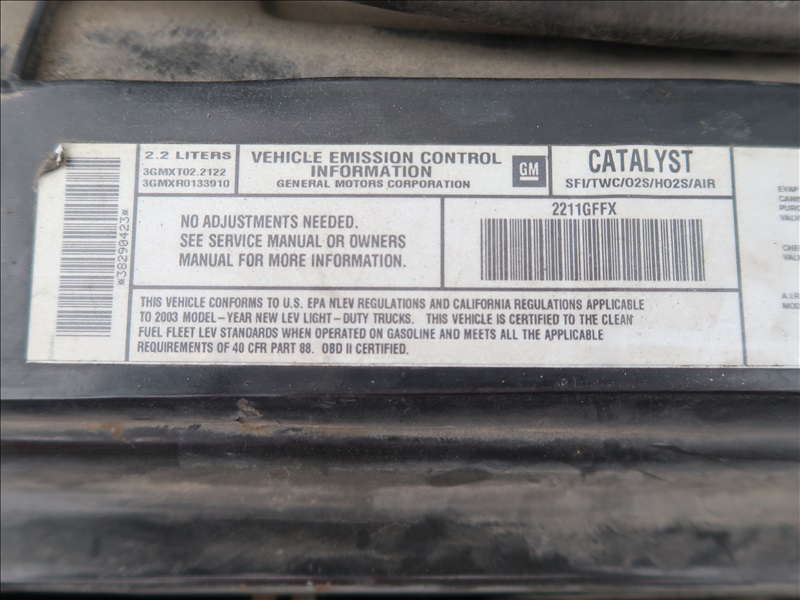 *38290423*
2.2 LITERS
3GMXT02.2122
3GMXR0133910
VEHICLE EMISSION CONTROL
INFORMATION
GENERAL MOTORS CORPORATION
GM
CATALYST
SFI/TWC/O2S/HO2S/AIR
NO ADJUSTMENTS NEEDED.
SEE SERVICE MANUAL OR OWNERS
MANUAL FOR MORE INFORMATION.
2211GFFX
THIS VEHICLE CONFORMS TO U.S. EPA NLEV REGULATIONS AND CALIFORNIA REGULATIONS APPLICABLE
TO 2003 MODEL-YEAR NEW LEV LIGHT-DUTY TRUCKS. THIS VEHICLE IS CERTIFIED TO THE CLEAN
FUEL FLEET LEV STANDARDS WHEN OPERATED ON GASOLINE AND MEETS ALL THE APPLICABLE
REQUIREMENTS OF 40 CFR PART 88. OBD II CERTIFIED.
EVAP